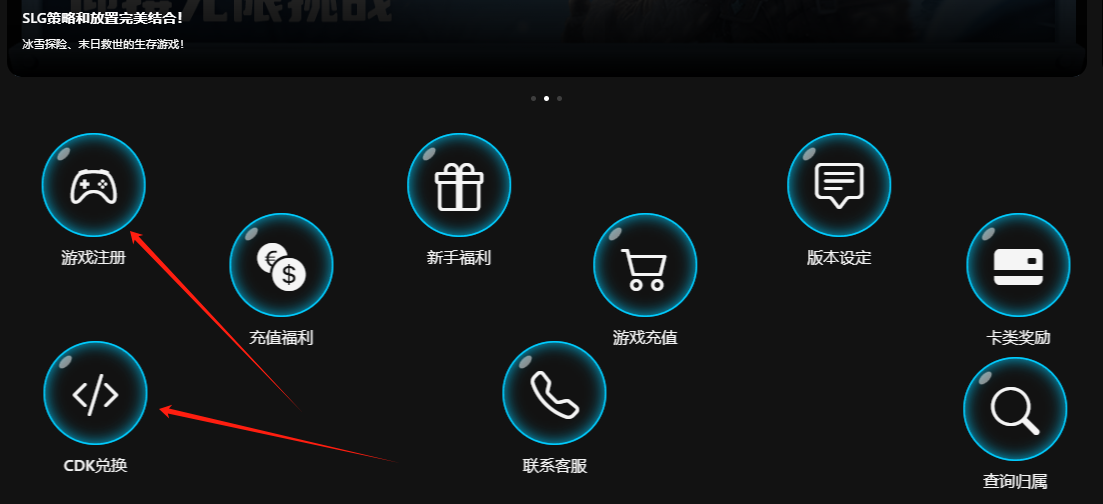 SLG策略和放置完美结合!
冰雪探险、末日救世的生存游戏!
游戏注册
新手福利
版本设定
充值福利
游戏充值
卡类奖励
CDK兑换
联系客服
查询归属